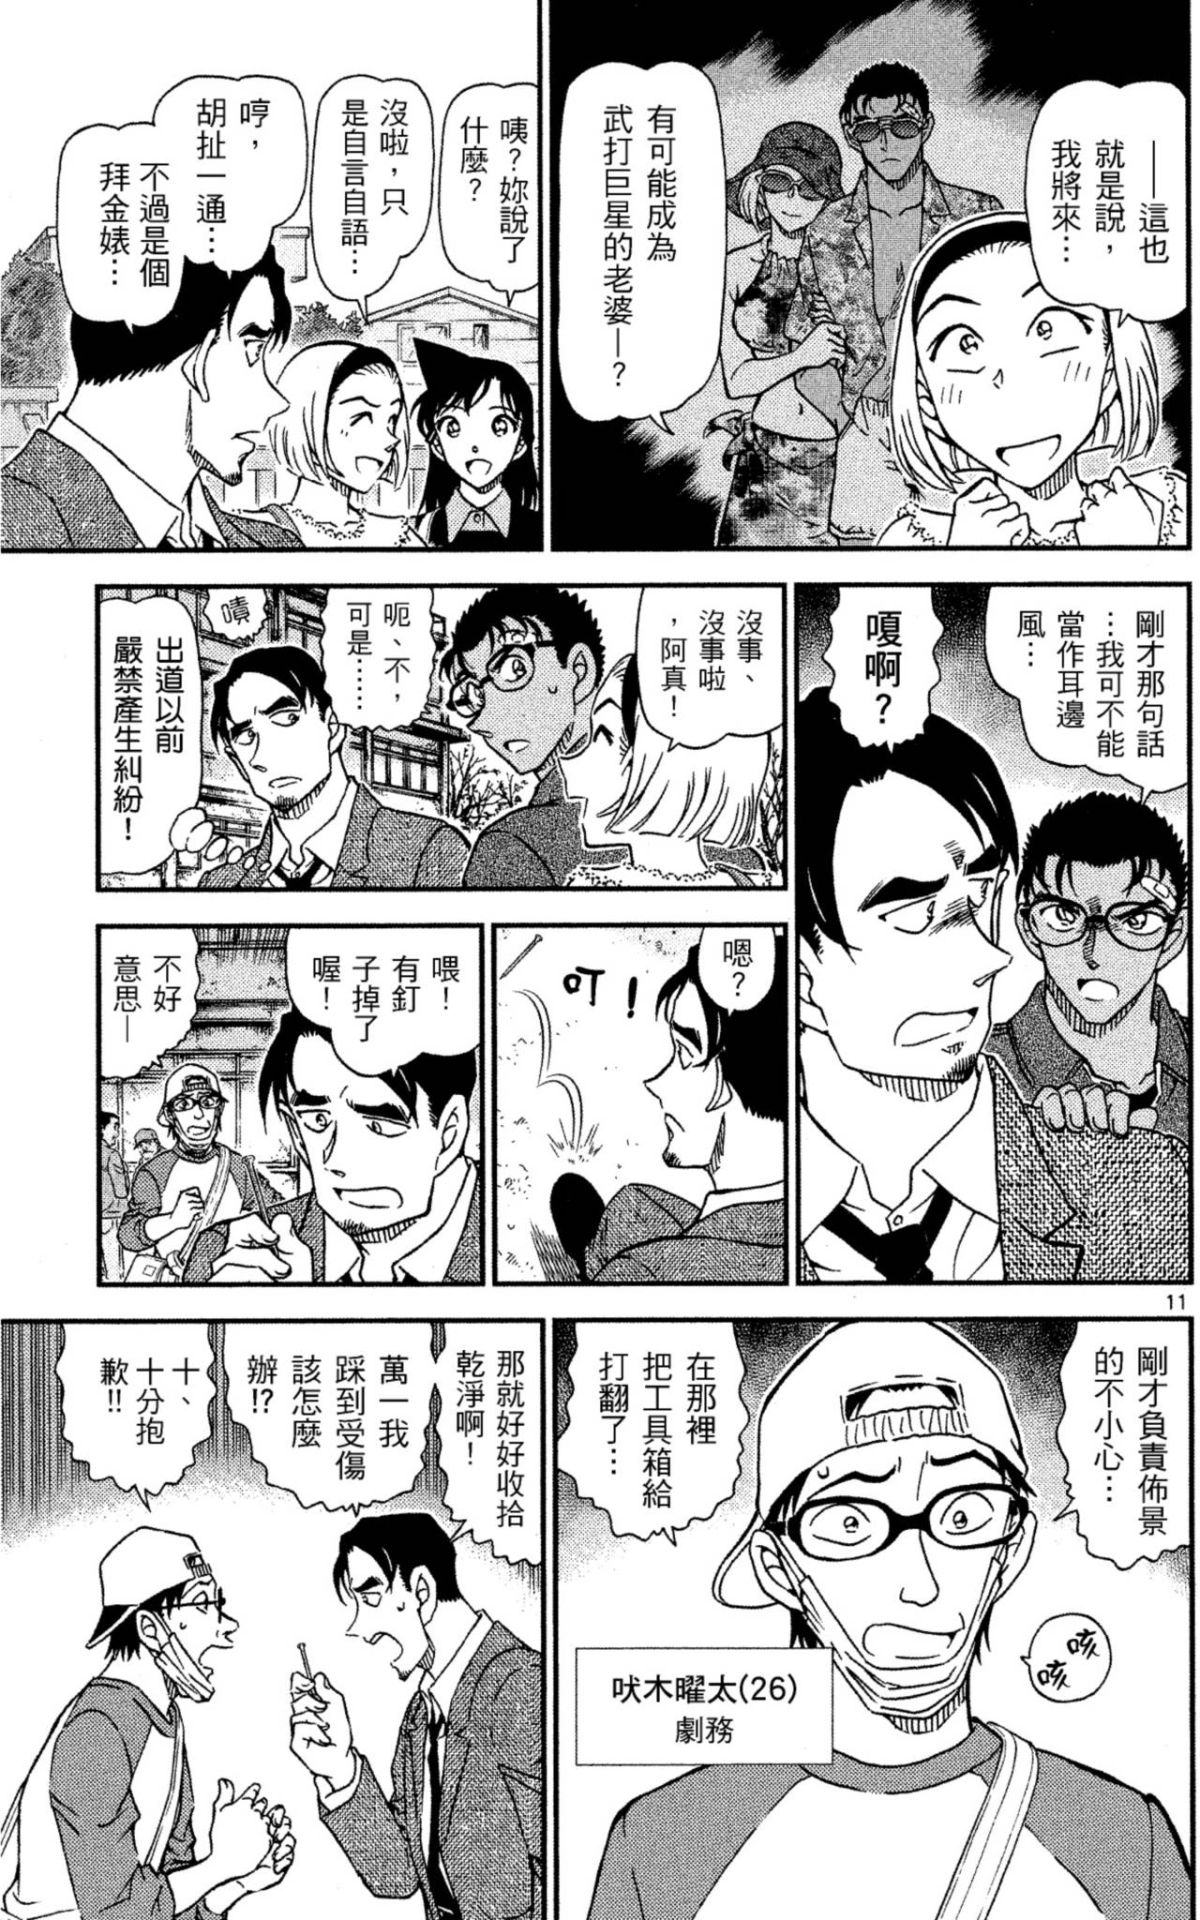 ——這也
就是說，
我將來…
有可能成為
武打巨星的老婆—？
咦？妳說了
什麼？
沒啦，只
是自言自語…
哼，
胡扯一通…
不過是個
拜金婊…
剛才那句話
…我可不能
當作耳邊
風…
嗄啊？
沒事、
沒事啦
，阿真！
呃、不，
可是……
嘖
出道以前
嚴禁產生糾紛！
嗯？
叮！
喂！
有釘
子掉了
喔！
不好
意思—
11
剛才負責佈景
的不小心…
在那裡
把工具箱給
打翻了…
咳
咳
吠木曜太(26)
劇務
那就好好收拾
乾淨啊！
萬一我
踩到受傷
該怎麼
辦!?
十、
十分抱
歉!!